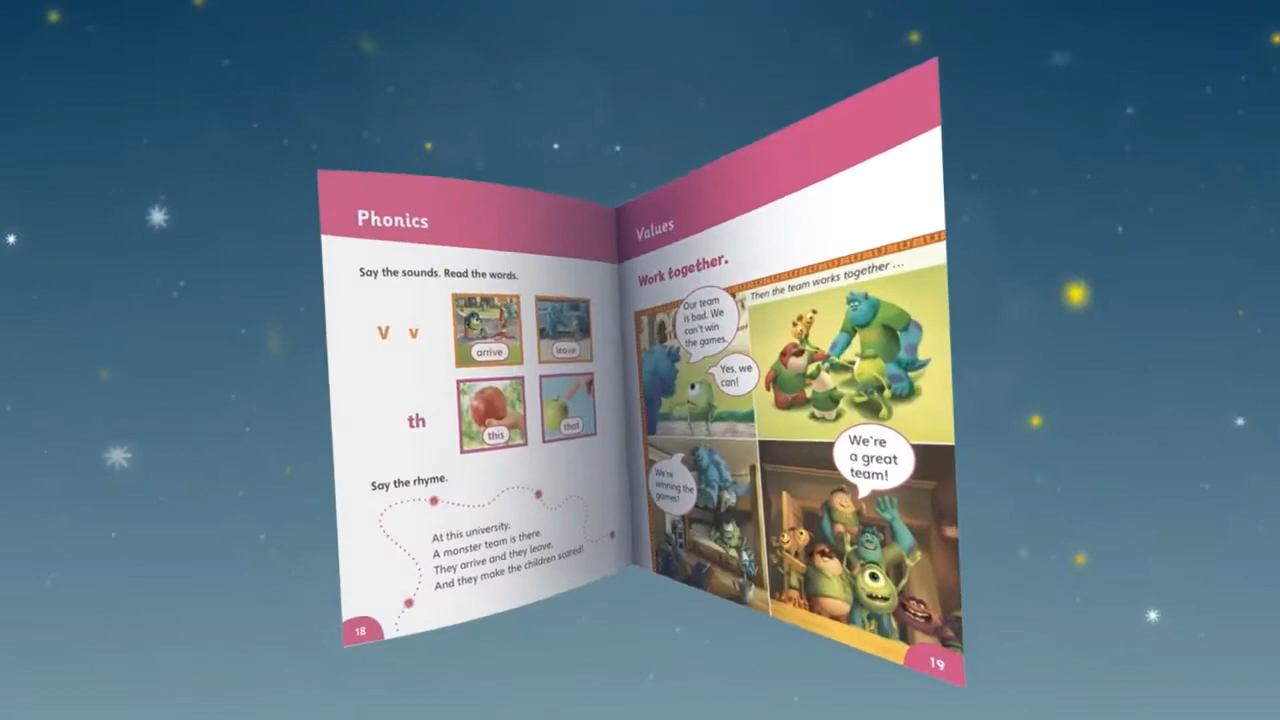 Phonics
Say the sounds. Read the words.
V v
arrive
leave
th
this
that
Say the rhyme.
At this university.
A monster team is there.
They arrive and they leave.
And they make the children scared!
18
Values
Work together.
Our team
is bad. We
can't win
the games.
Yes, we
can!
Then the team works together ...
We're
winning the
games!
We're
a great
team!
19